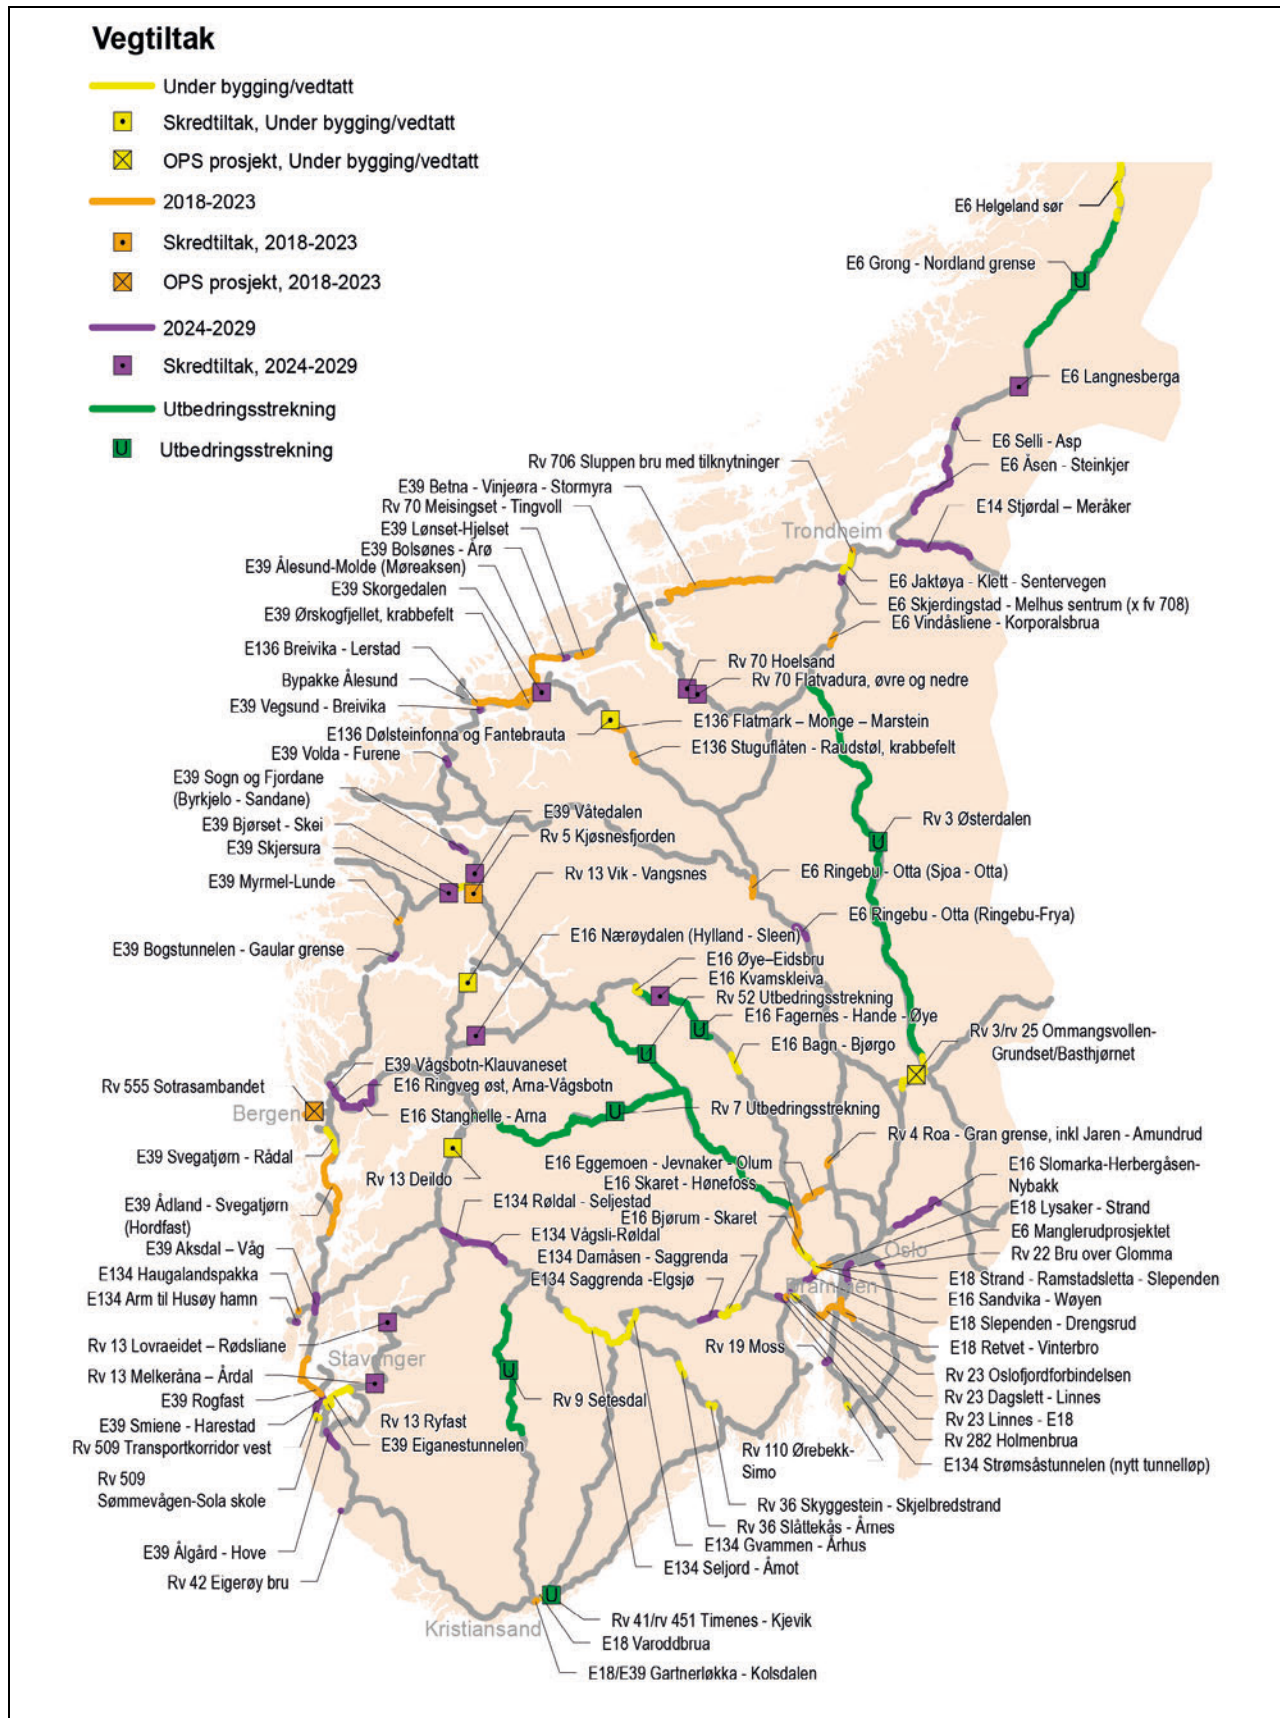 Vegtiltak
Under bygging/vedtatt
Skredtiltak, Under bygging/vedtatt
OPS prosjekt, Under bygging/vedtatt
2018-2023
Skredtiltak, 2018-2023
OPS prosjekt, 2018-2023
2024-2029
Skredtiltak, 2024-2029
Utbedringsstrekning
U Utbedringsstrekning
E6 Helgeland sør
E6 Grong - Nordland grense
U
E6 Langnesberga
E6 Selli - Asp
Rv 706 Sluppen bru med tilknytninger
E6 Åsen - Steinkjer
E39 Betna - Vinjeøra - Stormyra
Rv 70 Meisingset - Tingvoll
E14 Stjørdal – Meråker
E39 Lønset-Hjelset
Trondheim
E39 Bolsønes - Årø
E39 Ålesund-Molde (Møreaksen)
E39 Skorgedalen
E6 Jaktøya - Klett - Sentervegen
E6 Skjerdingstad - Melhus sentrum (x fv 708)
E39 Ørskogfjellet, krabbefelt
E6 Vindåsliene - Korporalsbrua
E136 Breivika - Lerstad
Rv 70 Hoelsand
Bypakke Ålesund
Rv 70 Flatvadura, øvre og nedre
E39 Vegsund - Breivika
E136 Flatmark – Monge – Marstein
E136 Dølsteinfonna og Fantebrauta
E136 Stuguflåten - Raudstøl, krabbefelt
E39 Volda - Furene
E39 Sogn og Fjordane
(Byrkjelo - Sandane)
E39 Våtedalen
E39 Bjørset - Skei
Rv 5 Kjøsnesfjorden
U
Rv 3 Østerdalen
E39 Skjersura
Rv 13 Vik - Vangsnes
E6 Ringebu - Otta (Sjoa - Otta)
E39 Myrmel-Lunde
E6 Ringebu - Otta (Ringebu-Frya)
E16 Nærøydalen (Hylland - Sleen)
E39 Bogstunnelen - Gaular grense
E16 Øye–Eidsbru
E16 Kvamskleiva
Rv 52 Utbedringsstrekning
U
E16 Fagernes - Hande - Øye
Rv 3/rv 25 Ommangsvollen-
Grundset/Basthjørnet
U
E16 Bagn - Bjørgo
E39 Vågsbotn-Klauvaneset
Rv 555 Sotrasambandet
E16 Ringveg øst, Arna-Vågsbotn
Bergen
E16 Stanghelle - Arna
U
Rv 7 Utbedringsstrekning
Rv 4 Roa - Gran grense, inkl Jaren - Amundrud
E39 Svegatjørn - Rådal
E16 Eggemoen - Jevnaker - Olum
E16 Slomarka-Herbergåsen-
Nybakk
Rv 13 Deildo
E16 Skaret - Hønefoss
E39 Ådland - Svegatjørn
(Hordfast)
E134 Røldal - Seljestad
E18 Lysaker - Strand
E16 Bjørum - Skaret
E6 Manglerudprosjektet
E134 Vågsli-Røldal
Oslo
Rv 22 Bru over Glomma
E39 Aksdal – Våg
E134 Damåsen - Saggrenda
E134 Haugalandspakka
E134 Saggrenda -Elgsjø
Drammen
E18 Strand - Ramstadsletta - Slependen
E134 Arm til Husøy hamn
E16 Sandvika - Wøyen
E18 Slependen - Drengsrud
Rv 13 Lovraeidet – Rødsliane
Rv 19 Moss
E18 Retvet - Vinterbro
Stavanger
Rv 23 Oslofjordforbindelsen
Rv 13 Melkeråna – Årdal
U
Rv 9 Setesdal
Rv 23 Dagslett - Linnes
E39 Rogfast
Rv 23 Linnes - E18
E39 Smiene - Harestad
Rv 13 Ryfast
Rv 282 Holmenbrua
Rv 509 Transportkorridor vest
E39 Eiganestunnelen
E134 Strømsåstunnelen (nytt tunnelløp)
Rv 110 Ørebekk-
Simo
Rv 509
Sømmevågen-Sola skole
Rv 36 Skyggestein - Skjelbredstrand
Rv 36 Slåttekås - Årnes
E134 Gvammen - Århus
E39 Ålgård - Hove
E134 Seljord - Åmot
Rv 42 Eigerøy bru
U
Rv 41/rv 451 Timenes - Kjevik
Kristiansand
E18 Varoddbrua
E18/E39 Gartnerløkka - Kolsdalen